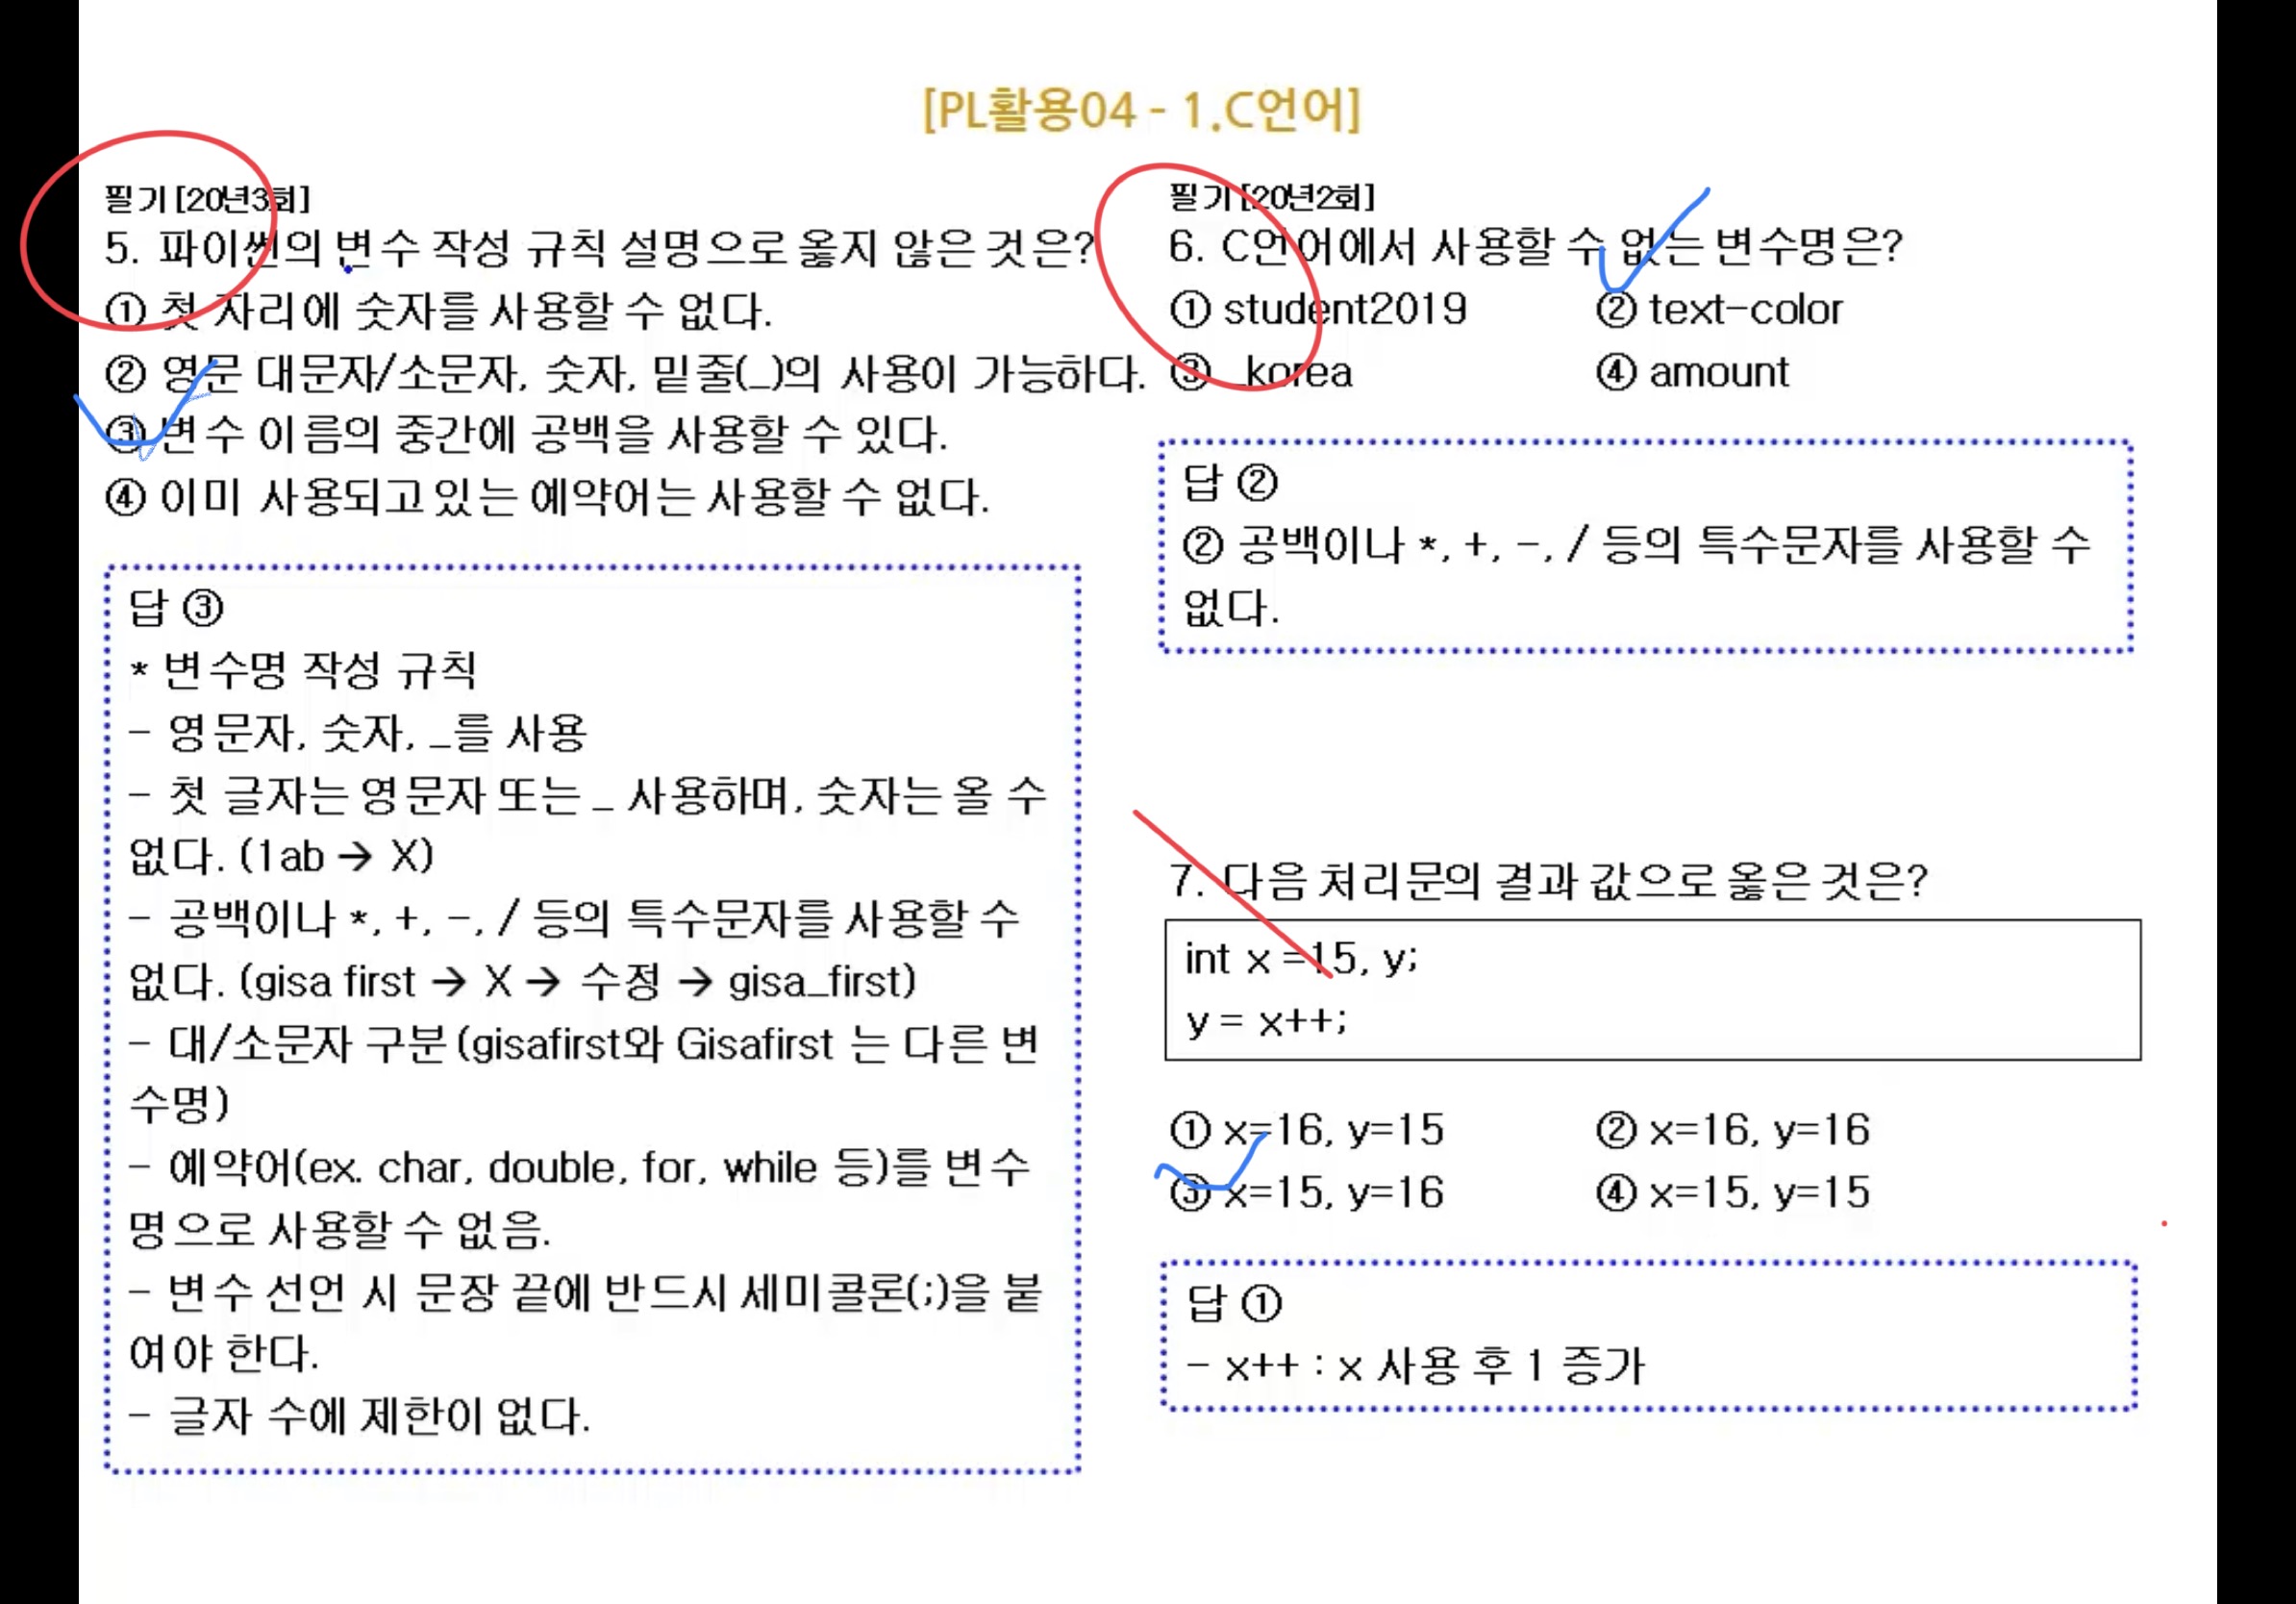 [PL활용04 - 1.C언어]
필기[20년3회]
5. 파이썬의 변수 작성 규칙 설명으로 옳지 않은 것은?
① 첫 자리에 숫자를 사용할 수 없다.
② 영문 대문자/소문자, 숫자, 밑줄(_)의 사용이 가능하다.
③ 변수 이름의 중간에 공백을 사용할 수 있다.
④ 이미 사용되고 있는 예약어는 사용할 수 없다.
답 ③
* 변수명 작성 규칙
- 영문자, 숫자, _를 사용
- 첫 글자는 영문자 또는 _ 사용하며, 숫자는 올 수
없다. (1ab → X)
- 공백이나 *, +, -, / 등의 특수문자를 사용할 수
없다. (gisa first → X → 수정 → gisa_first)
- 대/소문자 구분(gisafirst와 Gisafirst 는 다른 변
수명)
- 예약어(ex. char, double, for, while 등)를 변수
명으로 사용할 수 없음.
- 변수 선언 시 문장 끝에 반드시 세미콜론(;)을 붙
여야 한다.
- 글자 수에 제한이 없다.
필기[20년2회]
6. C언어에서 사용할 수 없는 변수명은?
① student2019 ② text-color
③ _korea ④ amount
답 ②
② 공백이나 *, +, -, / 등의 특수문자를 사용할 수
없다.
7. 다음 처리문의 결과 값으로 옳은 것은?
int x =15, y;
y = x++;
① x=16, y=15 ② x=16, y=16
③ x=15, y=16 ④ x=15, y=15
답 ①
- x++ : x 사용 후 1 증가